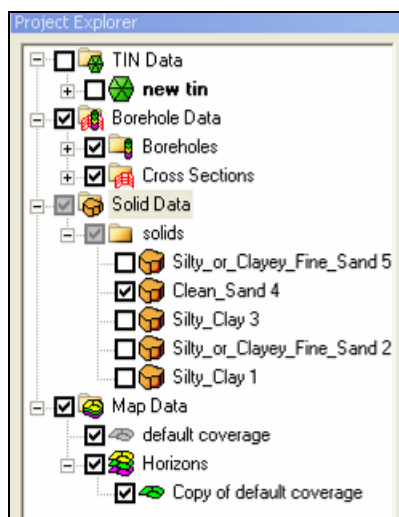 Project Explorer
TIN Data
new tin
Borehole Data
Boreholes
Cross Sections
Solid Data
solids
Silty_or_Clayey_Fine_Sand 5
Clean_Sand 4
Silty_Clay 3
Silty_or_Clayey_Fine_Sand 2
Silty_Clay 1
Map Data
default coverage
Horizons
Copy of default coverage